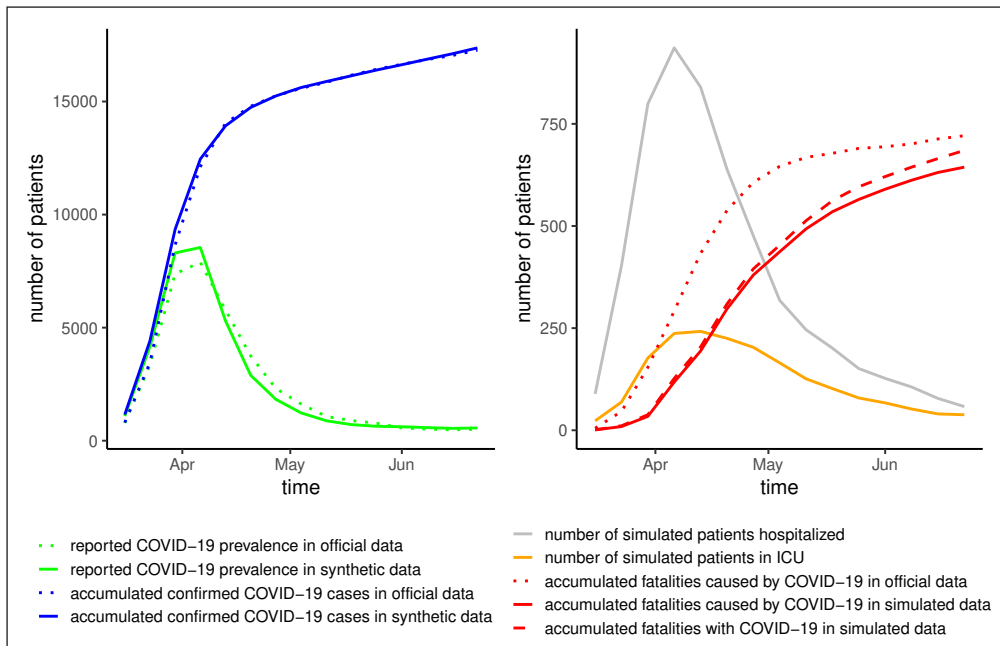 15000
10000
5000
0
number of patients
Apr
May
Jun
time
750
500
250
0
number of patients
Apr
May
Jun
time
reported COVID−19 prevalence in official data
reported COVID−19 prevalence in synthetic data
accumulated confirmed COVID−19 cases in official data
accumulated confirmed COVID−19 cases in synthetic data
number of simulated patients hospitalized
number of simulated patients in ICU
accumulated fatalities caused by COVID−19 in official data
accumulated fatalities caused by COVID−19 in simulated data
accumulated fatalities with COVID−19 in simulated data